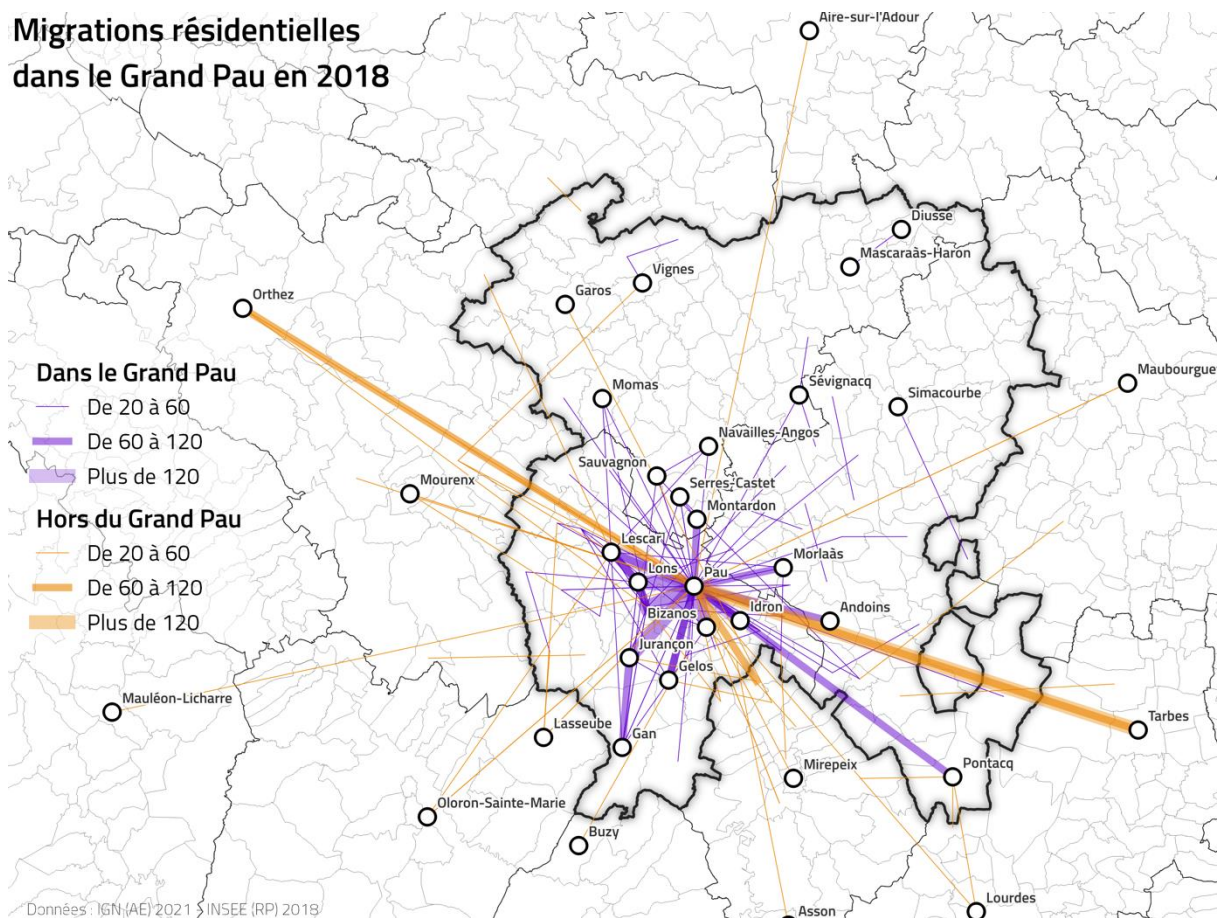 Migrations résidentielles
dans le Grand Pau en 2018
Aire-sur-l'Adour
Diusse
Mascaraàs-Haron
Vignes
Garos
Orthez
Dans le Grand Pau
De 20 à 60
De 60 à 120
Plus de 120
Hors du Grand Pau
De 20 à 60
De 60 à 120
Plus de 120
Maubourgue
Sévignacq
Simacourbe
Momas
Navailles-Angos
Sauvagnon
Serres-Castet
Mourenx
Montardon
Lescar
Morlaàs
Lons
Pau
Bizanos
Idron
Andoins
Jurançon
Gelos
Mauléon-Licharre
Tarbes
Lasseube
Gan
Mirepeix
Pontacq
Oloron-Sainte-Marie
Buzy
Lourdes
Asson
Données : IGN (AE) 2021 - INSEE (RP) 2018